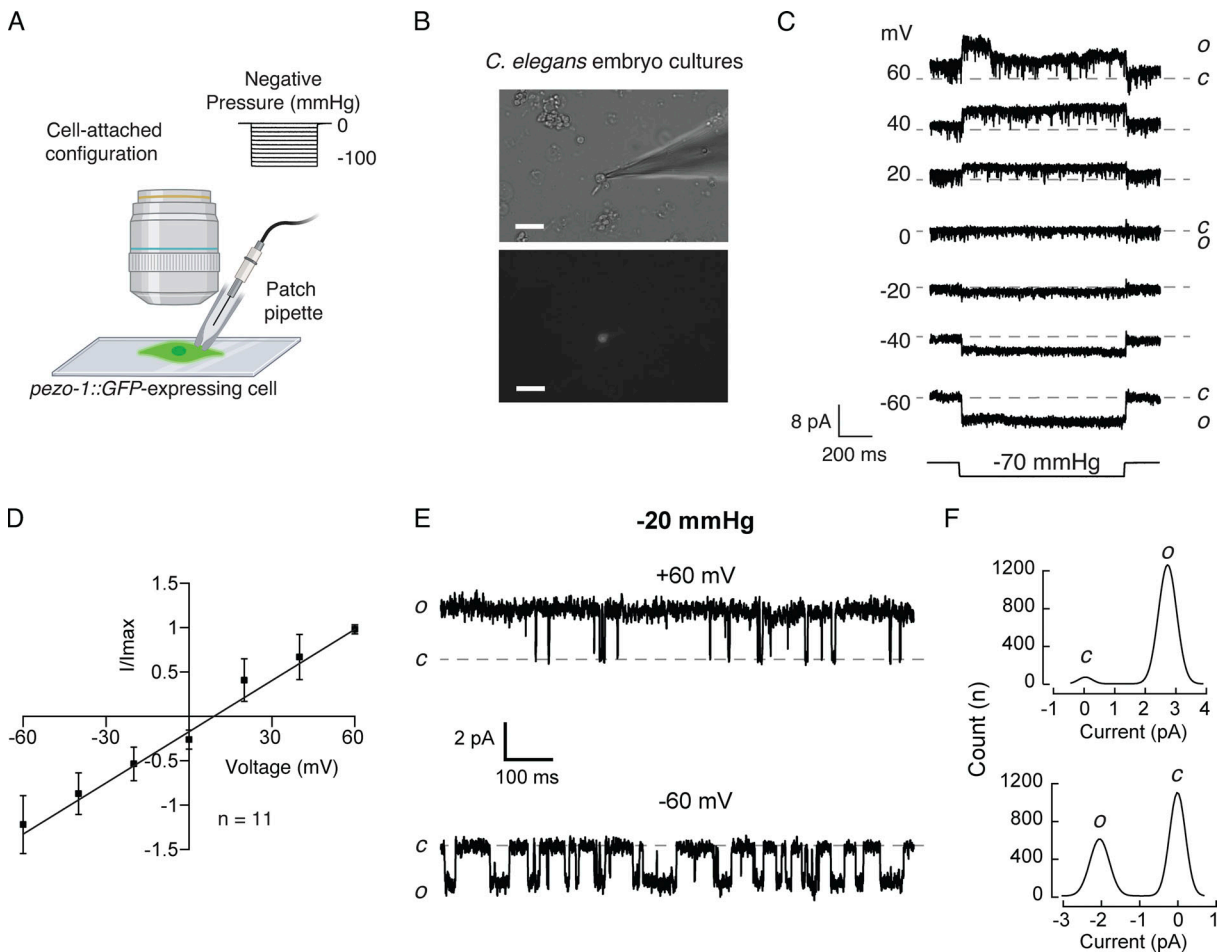 A
Negative
Pressure (mmHg)
0
-100
Cell-attached
configuration
Patch
pipette
pezo-1::GFP-expressing cell
B
C. elegans embryo cultures
C
mV
60
40
20
0
-20
-40
-60
o
c
c
o
c
o
8 pA
200 ms
-70 mmHg
D
I/Imax
1.5
1
0.5
-0.5
-1
-1.5
-60
-30
30
60
Voltage (mV)
n = 11
E
-20 mmHg
+60 mV
o
c
2 pA
100 ms
-60 mV
c
o
F
Count (n)
1200
800
400
0
c
o
-1 0 1 2 3 4
Current (pA)
1200
800
400
0
o
c
-3 -2 -1 0 1
Current (pA)